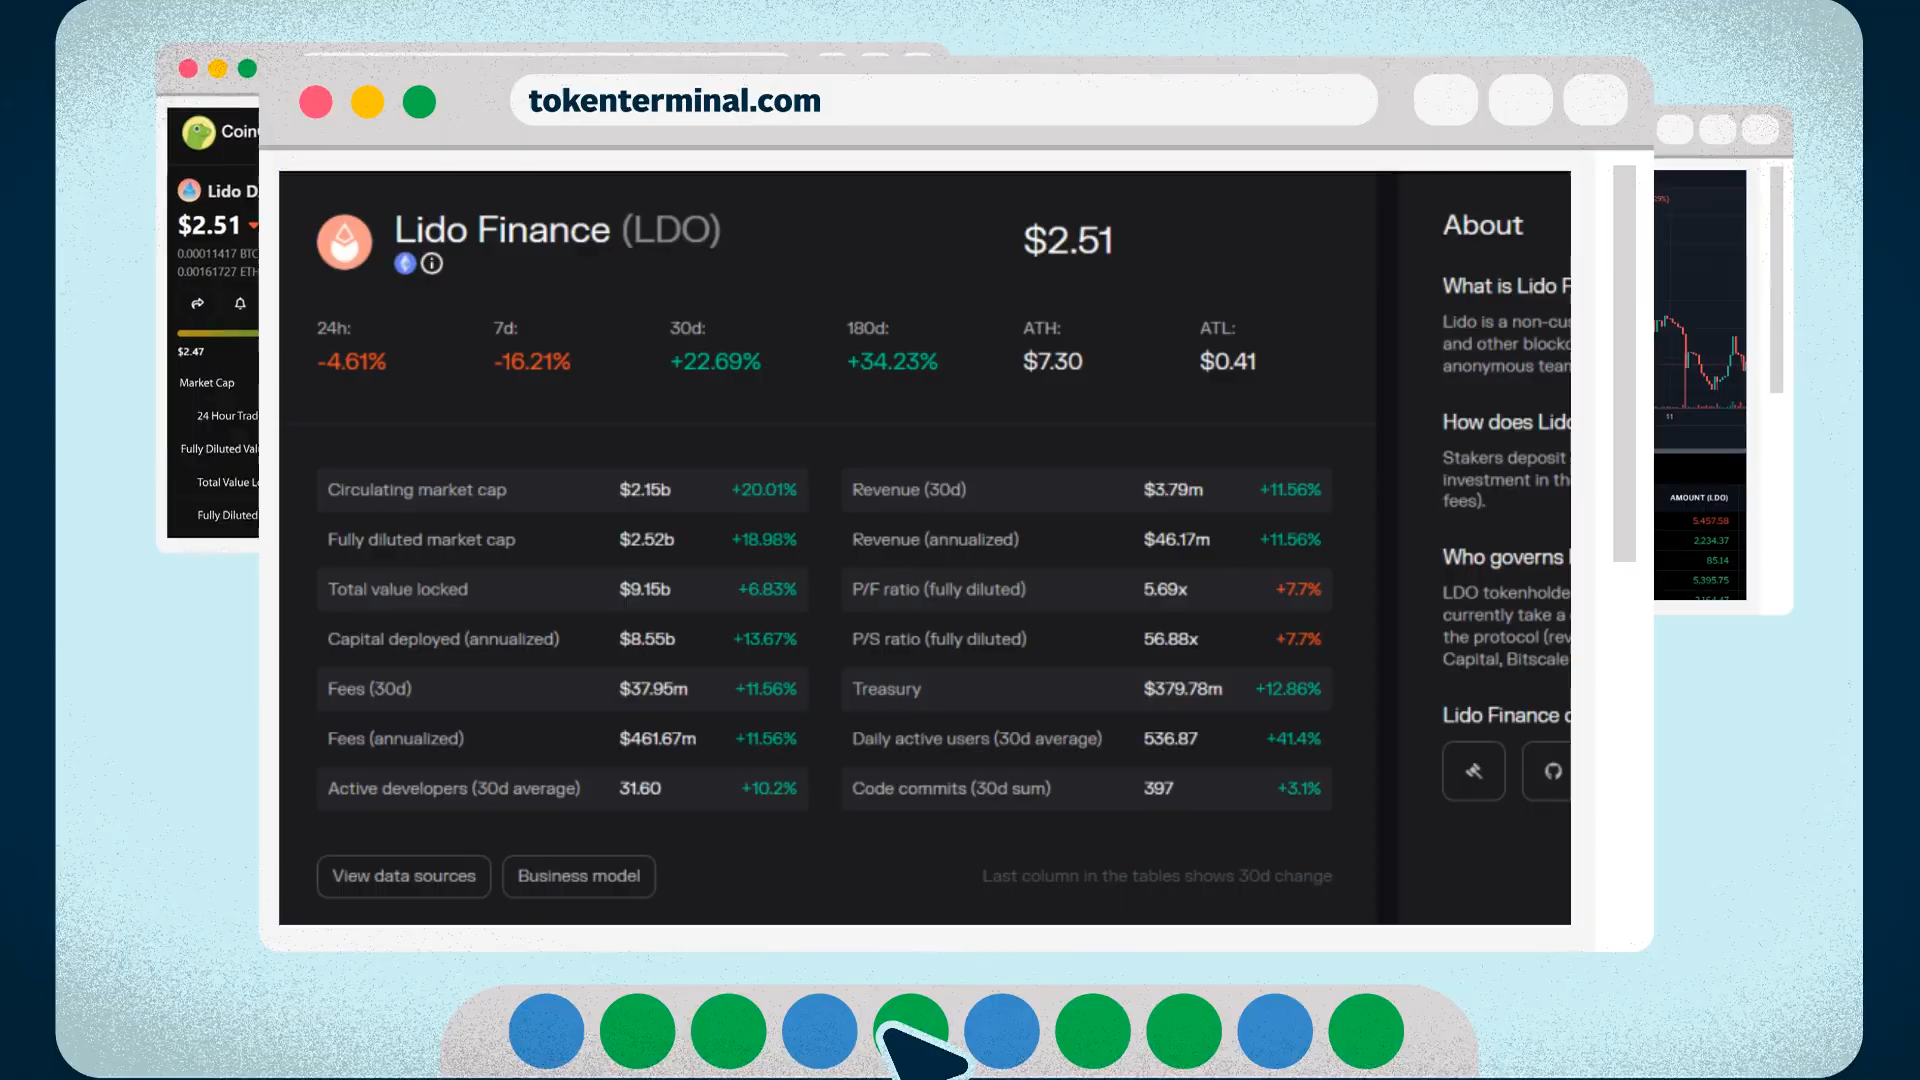 tokenterminal.com
Lido Finance (LDO)
$2.51
24h: 7d: 30d: 180d: ATH: ATL:
-4.61% -16.21% +22.69% +34.23% $7.30 $0.41
Circulating market cap $2.15b +20.01%
Fully diluted market cap $2.52b +18.98%
Total value locked $9.15b +6.83%
Capital deployed (annualized) $8.55b +13.67%
Fees (30d) $37.95m +11.56%
Fees (annualized) $461.67m +11.56%
Active developers (30d average) 31.60 +10.2%
Revenue (30d) $3.79m +11.56%
Revenue (annualized) $46.17m +11.56%
P/F ratio (fully diluted) 5.69x +7.7%
P/S ratio (fully diluted) 56.88x +7.7%
Treasury $379.78m +12.86%
Daily active users (30d average) 536.87 +41.4%
Code commits (30d sum) 397 +3.1%
View data sources
Business model
Last column in the tables shows 30d change
About
What is Lido F
Lido is a non-cus
and other blockc
anonymous team
How does Lido
Stakers deposit
investment in th
fees).
Who governs
LDO tokenholde
currently take a
the protocol (rev
Capital, Bitscale
Lido Finance
Coin
Lido D
$2.51
0.00011417 BTC
0.00161727 ETH
$2.47
Market Cap
24 Hour Trad
Fully Diluted Val
Total Value Lo
Fully Diluted
11
AMOUNT (LDO)
5,457.58
2,234.37
85.14
5,395.75